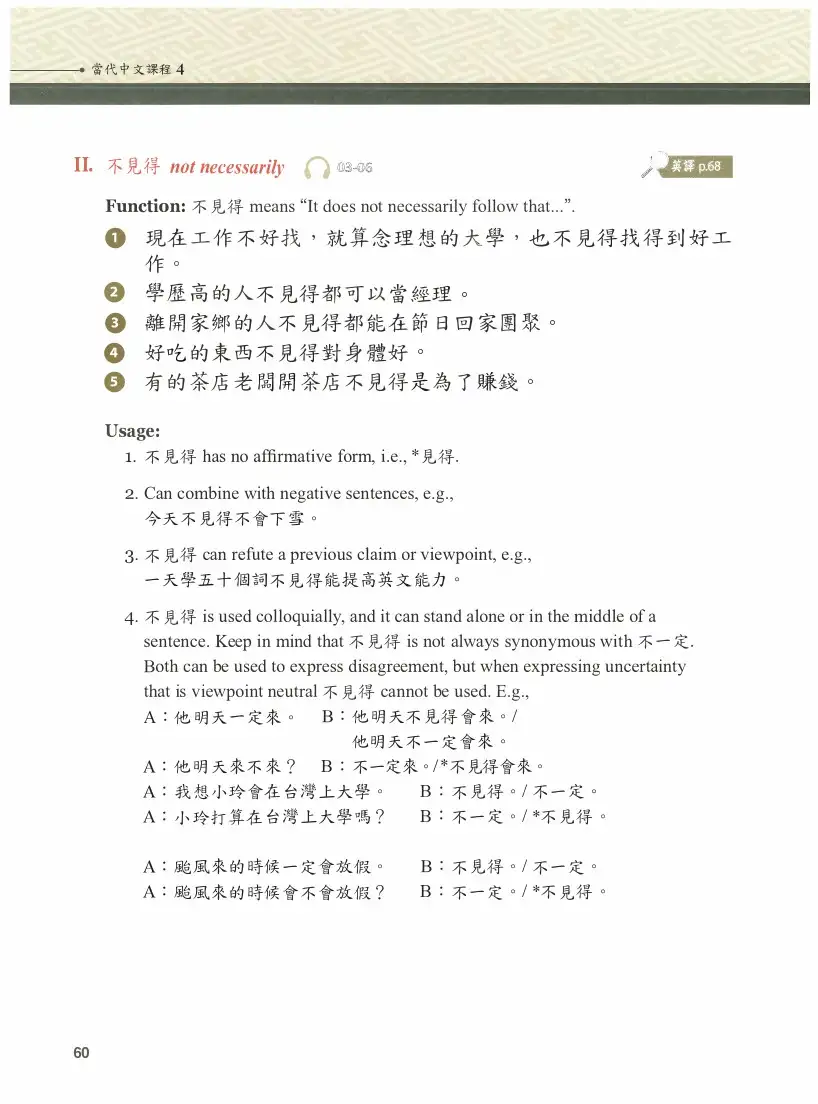 當代中文課程 4
II. 不見得 not necessarily 03-06 英譯 p.68
Function: 不見得 means “It does not necessarily follow that...”.
1 現在工作不好找，就算念理想的大學，也不見得找得到好工
作。
2 學歷高的人不見得都可以當經理。
3 離開家鄉的人不見得都能在節日回家團聚。
4 好吃的東西不見得對身體好。
5 有的茶店老闆開茶店不見得是為了賺錢。
Usage:
1. 不見得 has no affirmative form, i.e., *見得.
2. Can combine with negative sentences, e.g.,
今天不見得不會下雪。
3. 不見得 can refute a previous claim or viewpoint, e.g.,
一天學五十個詞不見得能提高英文能力。
4. 不見得 is used colloquially, and it can stand alone or in the middle of a
sentence. Keep in mind that 不見得 is not always synonymous with 不一定.
Both can be used to express disagreement, but when expressing uncertainty
that is viewpoint neutral 不見得 cannot be used. E.g.,
A：他明天一定來。 B：他明天不見得會來。/
他明天不一定會來。
A：他明天來不來？ B：不一定來。/*不見得會來。
A：我想小玲會在台灣上大學。 B：不見得。/ 不一定。
A：小玲打算在台灣上大學嗎？ B：不一定。/ *不見得。
A：颱風來的時候一定會放假。 B：不見得。/ 不一定。
A：颱風來的時候會不會放假？ B：不一定。/ *不見得。
60